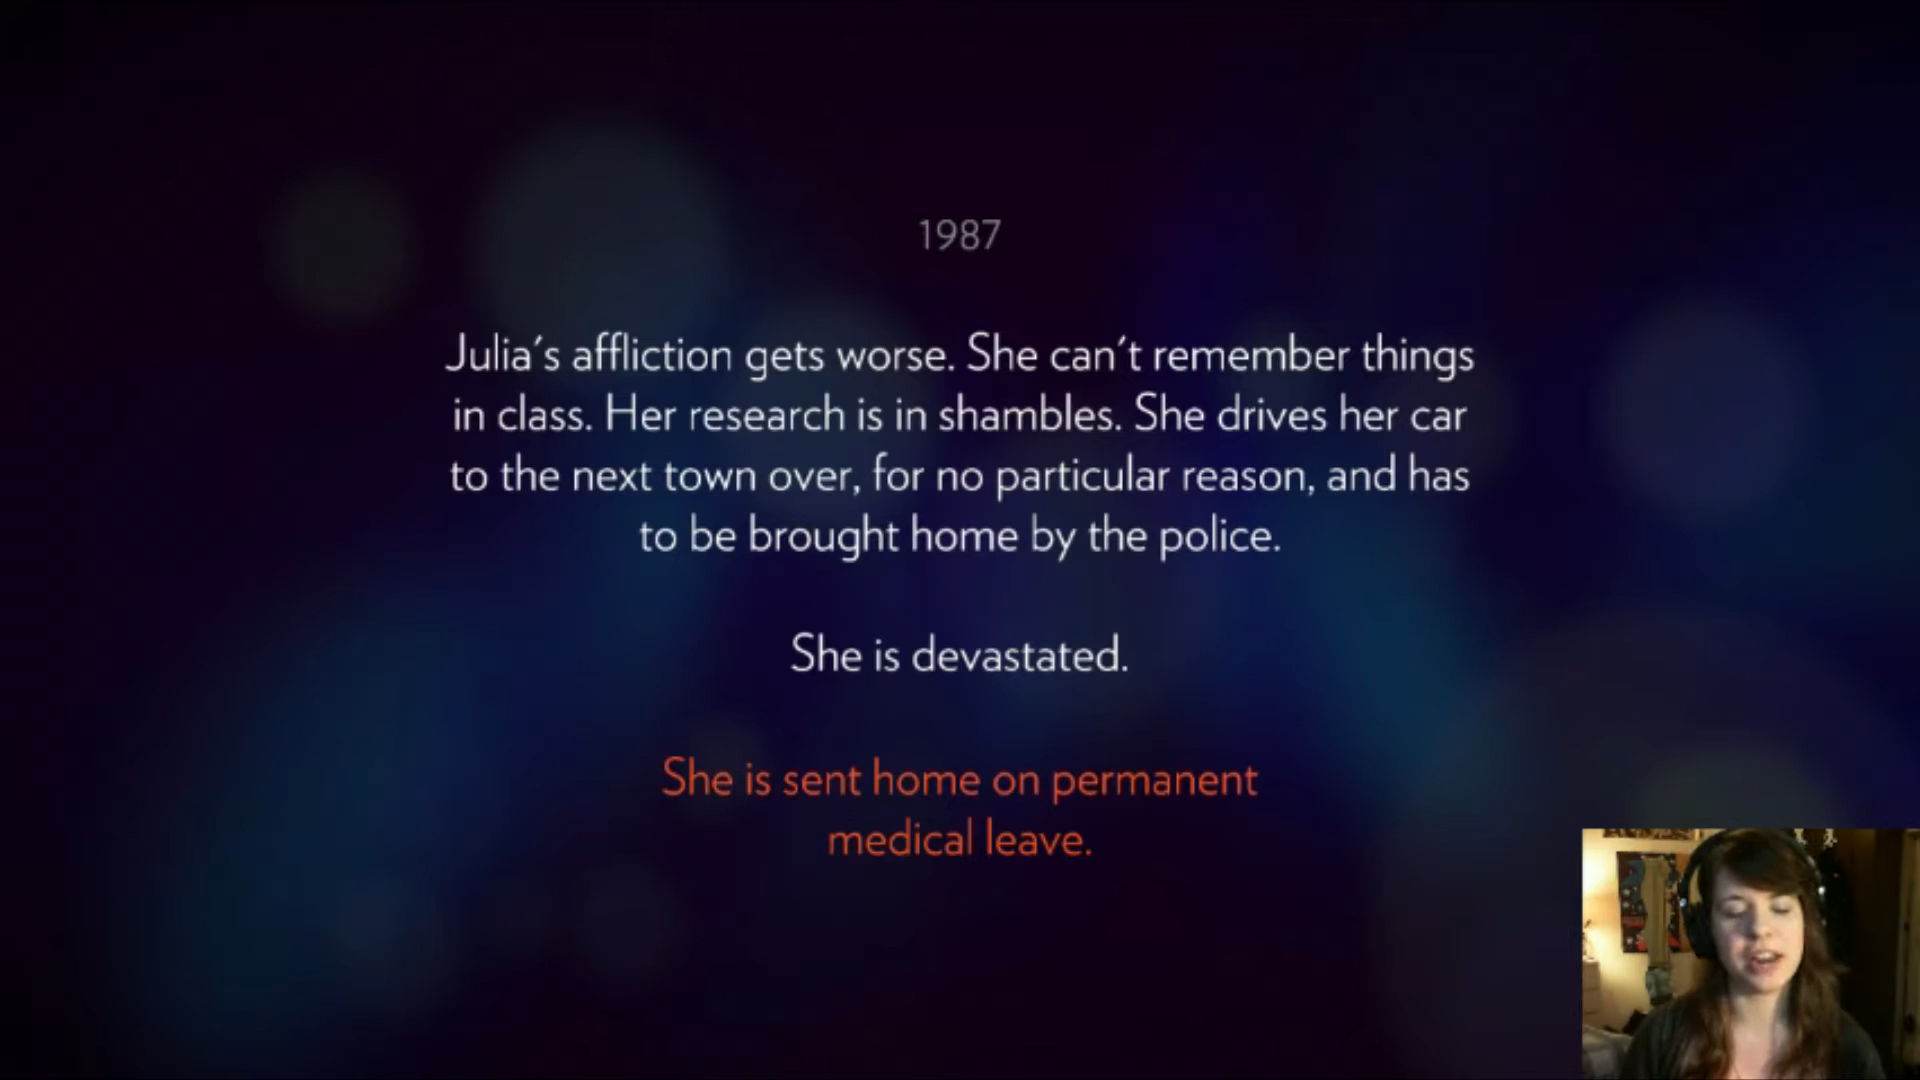 1987
Julia's affliction gets worse. She can't remember things
in class. Her research is in shambles. She drives her car
to the next town over, for no particular reason, and has
to be brought home by the police.
She is devastated.
She is sent home on permanent
medical leave.